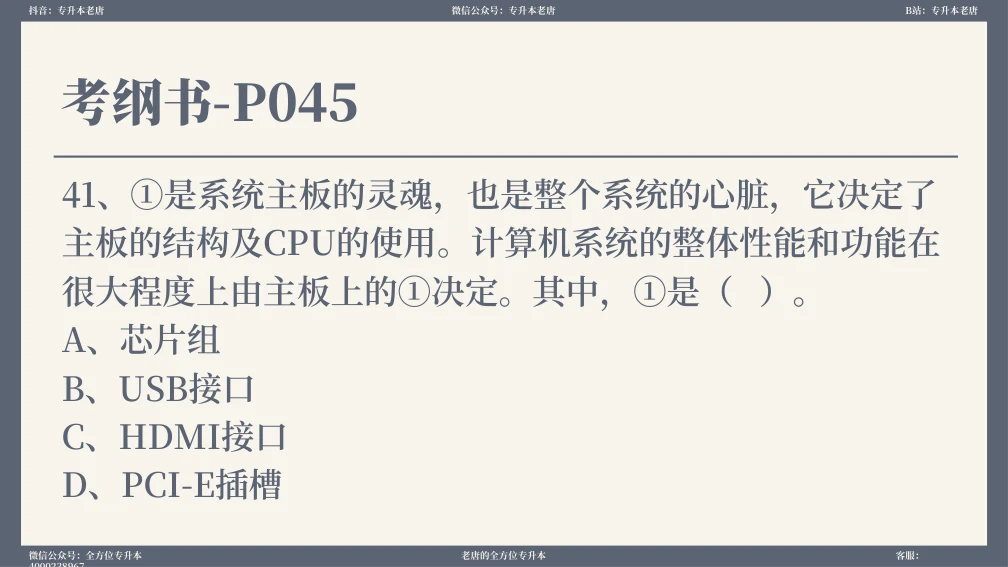 抖音：专升本老唐
微信公众号：专升本老唐
B站：专升本老唐
考纲书-P045
41、①是系统主板的灵魂，也是整个系统的心脏，它决定了
主板的结构及CPU的使用。计算机系统的整体性能和功能在
很大程度上由主板上的①决定。其中，①是（ ）。
A、芯片组
B、USB接口
C、HDMI接口
D、PCI-E插槽
微信公众号：全方位专升本
老唐的全方位专升本
客服：
4000238967